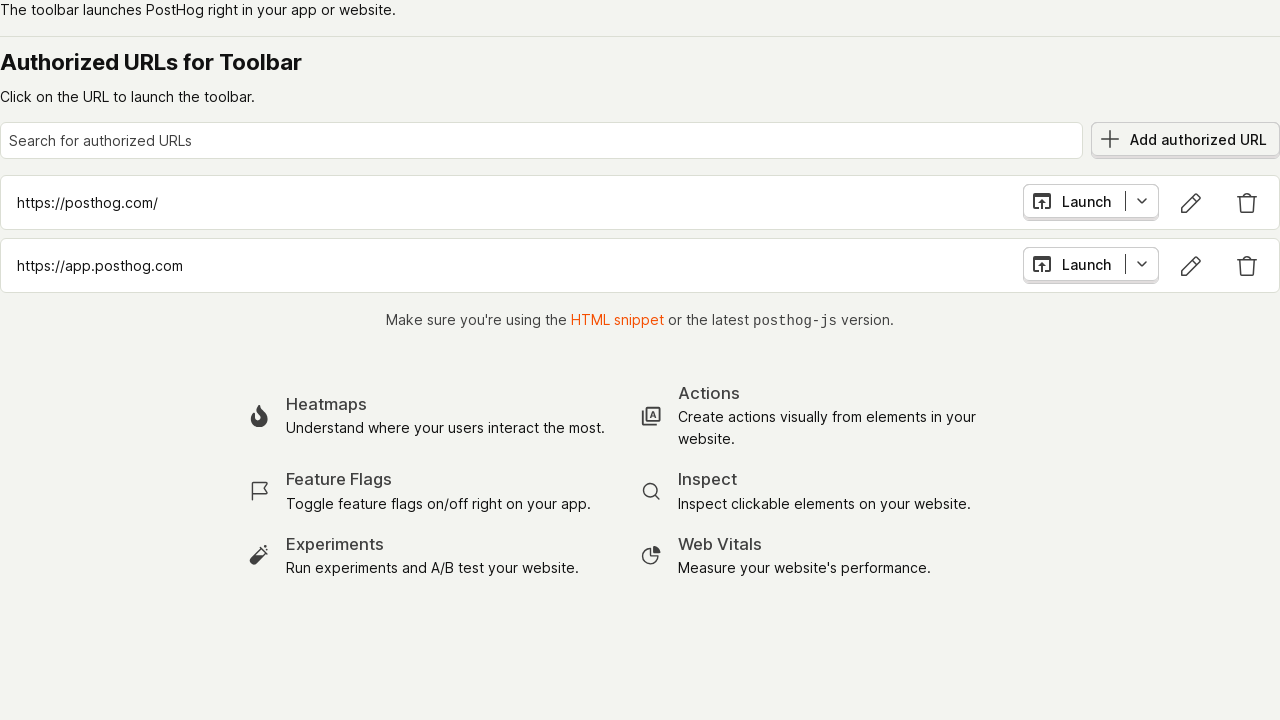 The toolbar launches PostHog right in your app or website.
Authorized URLs for Toolbar
Click on the URL to launch the toolbar.
Search for authorized URLs
Add authorized URL
https://posthog.com/
Launch
https://app.posthog.com
Launch
Make sure you're using the HTML snippet or the latest posthog-js version.
Heatmaps
Understand where your users interact the most.
Actions
Create actions visually from elements in your
website.
Feature Flags
Toggle feature flags on/off right on your app.
Inspect
Inspect clickable elements on your website.
Experiments
Run experiments and A/B test your website.
Web Vitals
Measure your website's performance.